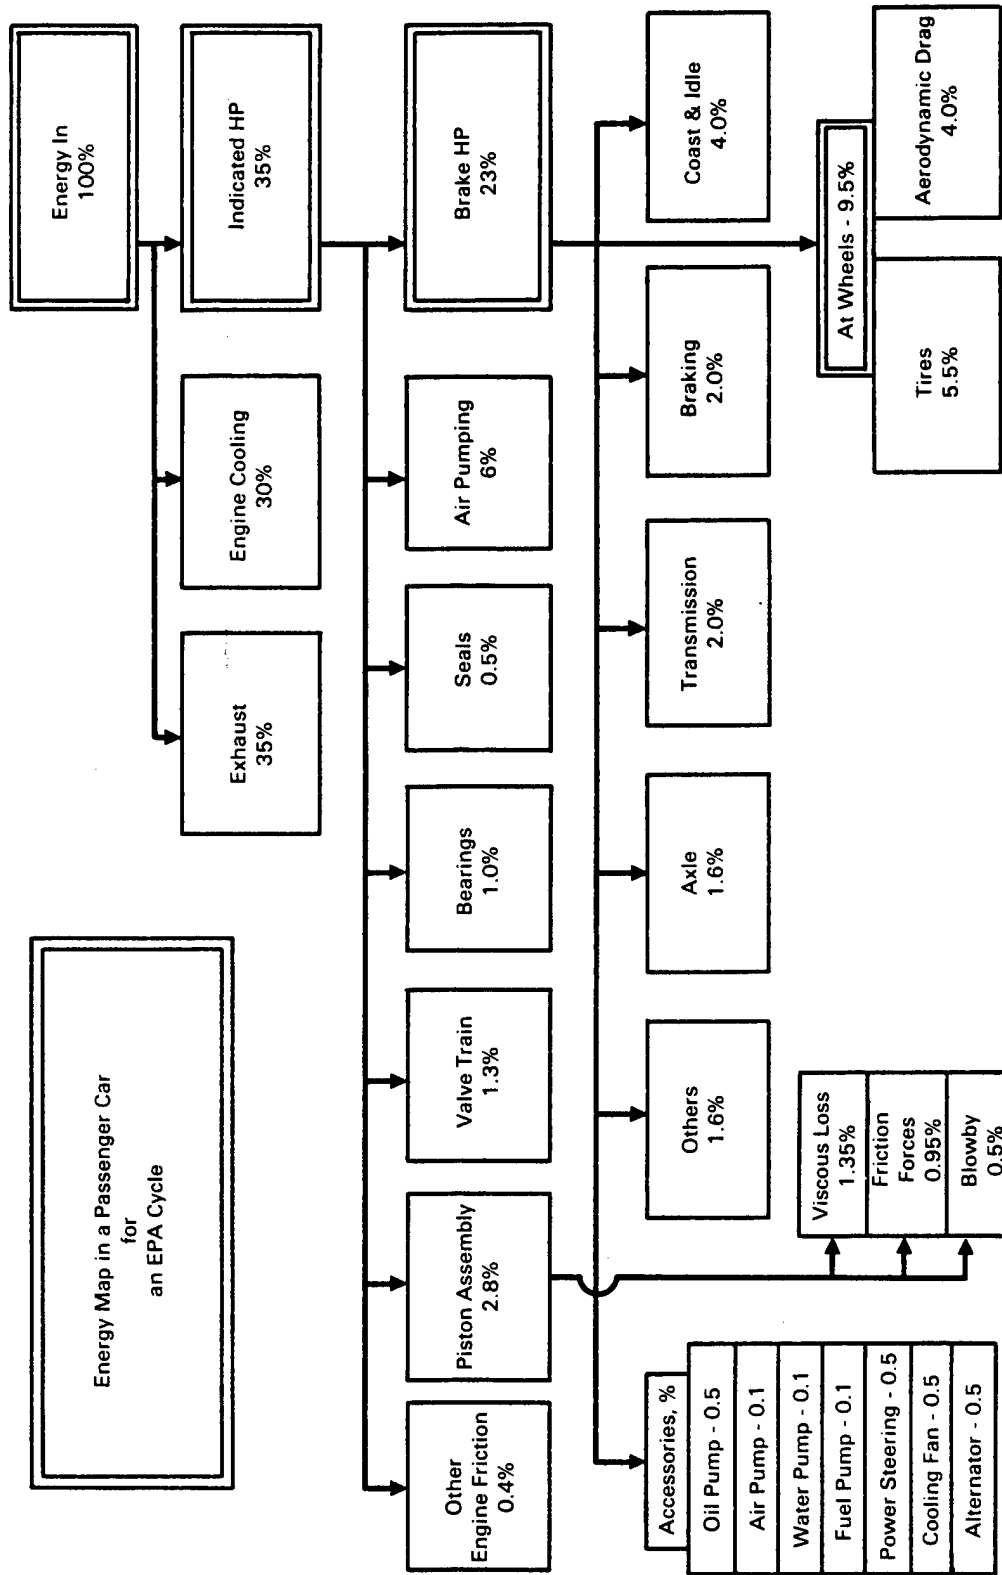 Energy Map in a Passenger Car
for
an EPA Cycle
Energy In
100%
Exhaust
35%
Engine Cooling
30%
Indicated HP
35%
Other
Engine Friction
0.4%
Piston Assembly
2.8%
Valve Train
1.3%
Bearings
1.0%
Seals
0.5%
Air Pumping
6%
Brake HP
23%
Accessories, %
Oil Pump - 0.5
Air Pump - 0.1
Water Pump - 0.1
Fuel Pump - 0.1
Power Steering - 0.5
Cooling Fan - 0.5
Alternator - 0.5
Others
1.6%
Axle
1.6%
Transmission
2.0%
Braking
2.0%
Coast & Idle
4.0%
Viscous Loss
1.35%
Friction
Forces
0.95%
Blowby
0.5%
At Wheels - 9.5%
Tires
5.5%
Aerodynamic Drag
4.0%